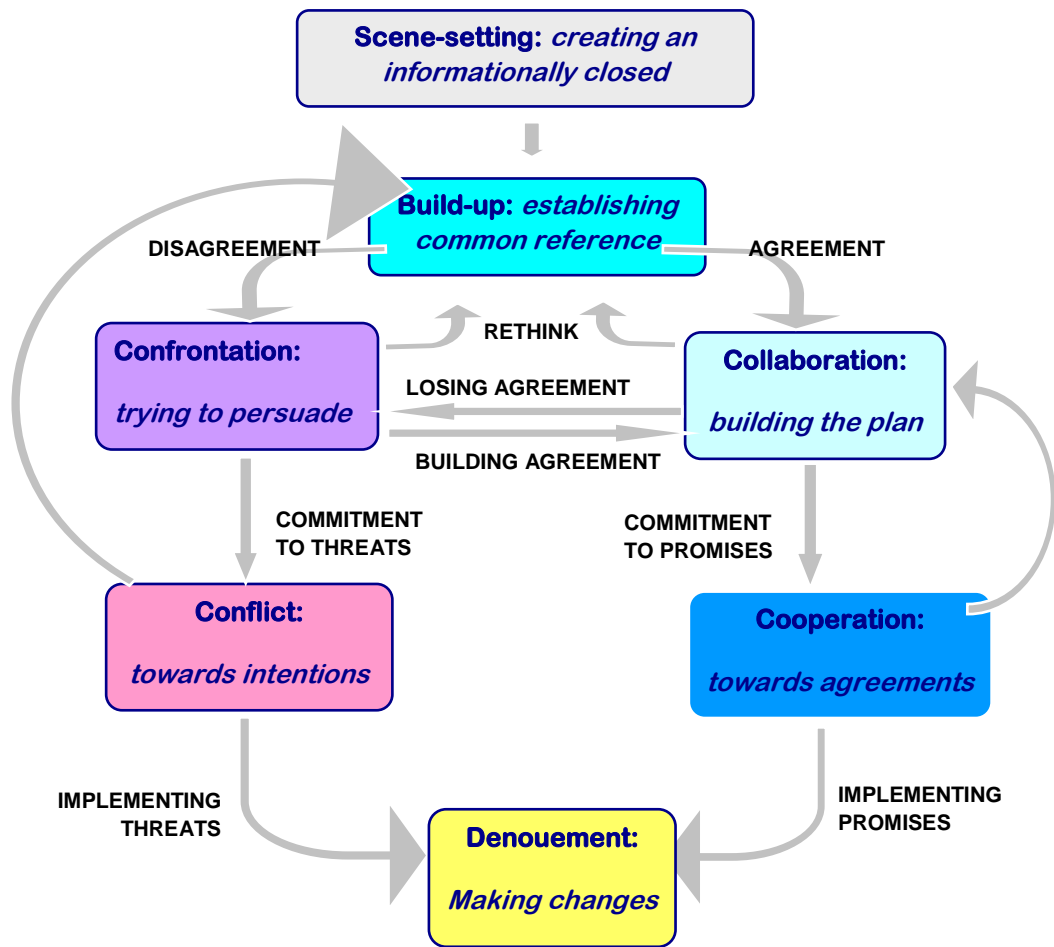 Scene-setting: creating an
informationally closed
Build-up: establishing
common reference
DISAGREEMENT
AGREEMENT
RETHINK
Confrontation:
trying to persuade
LOSING AGREEMENT
BUILDING AGREEMENT
Collaboration:
building the plan
COMMITMENT
TO THREATS
COMMITMENT
TO PROMISES
Conflict:
towards intentions
Cooperation:
towards agreements
IMPLEMENTING
THREATS
IMPLEMENTING
PROMISES
Denouement:
Making changes